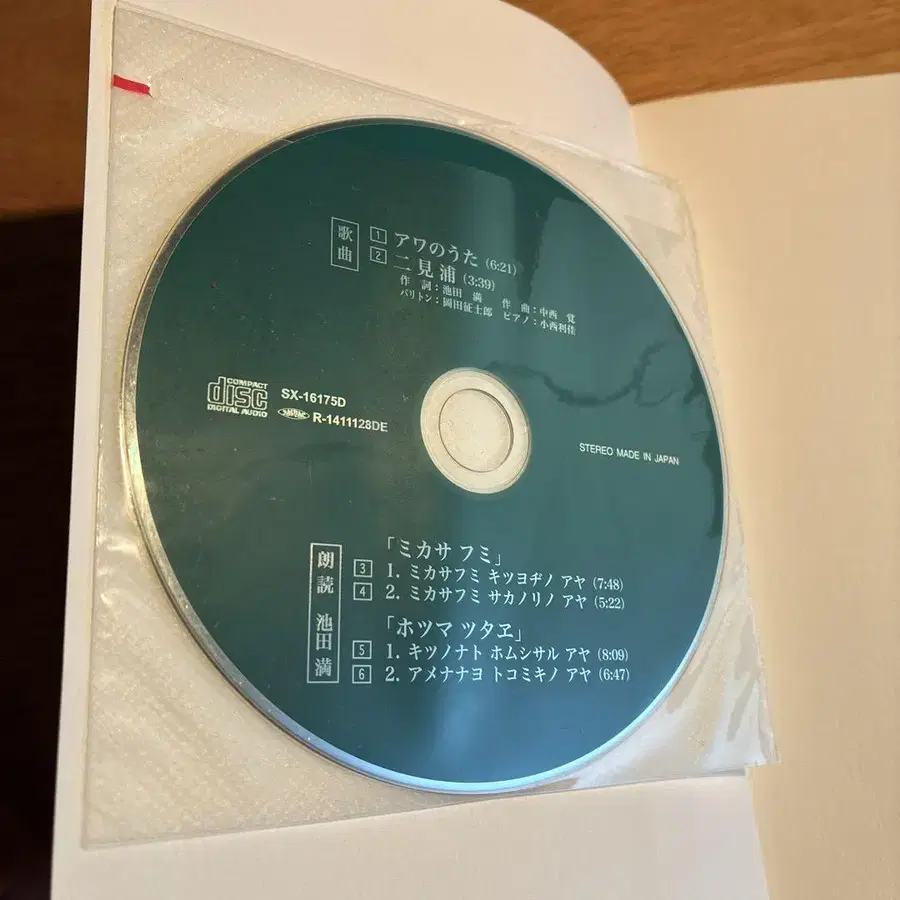 歌曲
1 アワのうた (6:21)
2 二見浦 (3:39)
作 詞：池田 満 作 曲：中西 覚
バリトン：岡田征士郎 ピアノ：小西利佳
COMPACT
disc
DIGITAL AUDIO
SX-16175D
R-1411128DE
STEREO MADE IN JAPAN
朗読 池田 満
「ミカサ フミ」
3 1. ミカサフミ キツヨヂノ アヤ (7:48)
4 2. ミカサフミ サカノリノ アヤ (5:22)
「ホツマ ツタヱ」
5 1. キツノナト ホムシサル アヤ (8:09)
6 2. アメナナヨ トコミキノ アヤ (6:47)